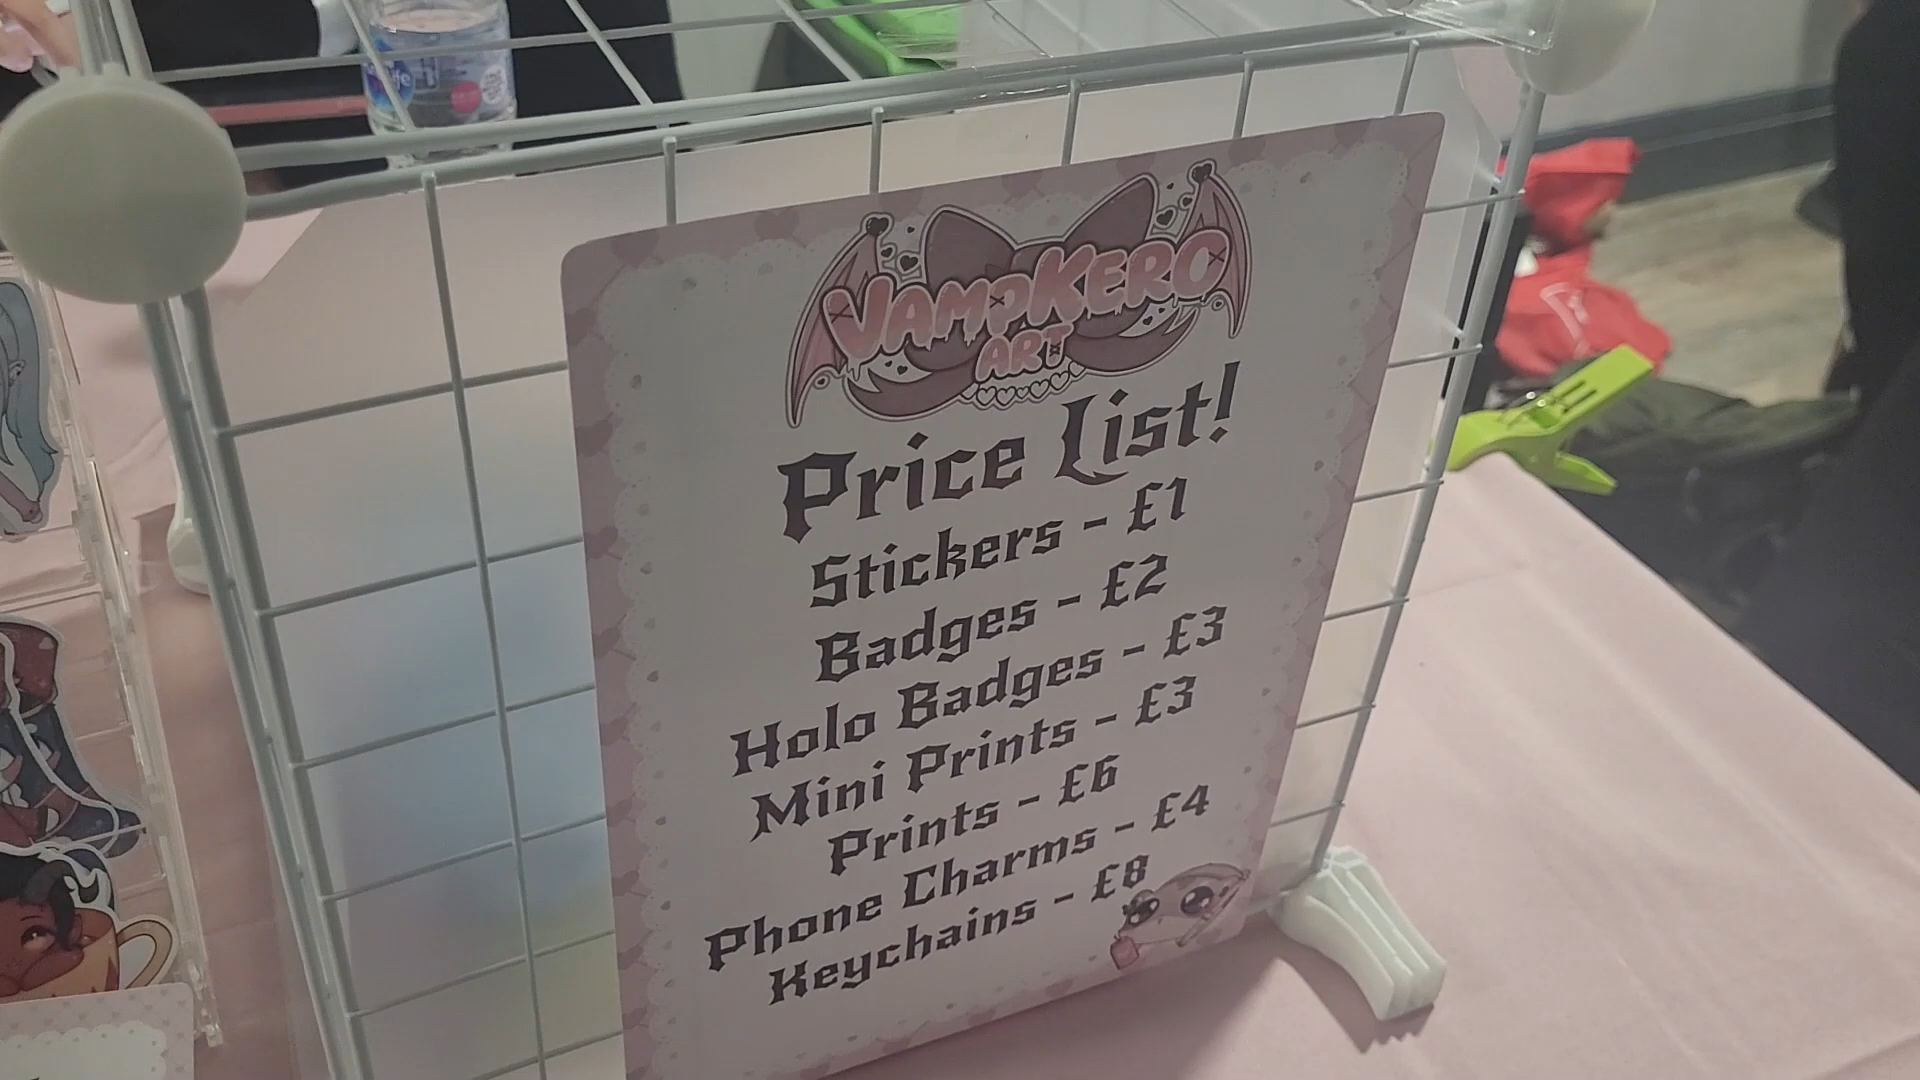 VAMPKERO
ART
Price List!
Stickers - £1
Badges - £2
Holo Badges - £3
Mini Prints - £3
Prints - £6
Phone Charms - £4
Keychains - £8